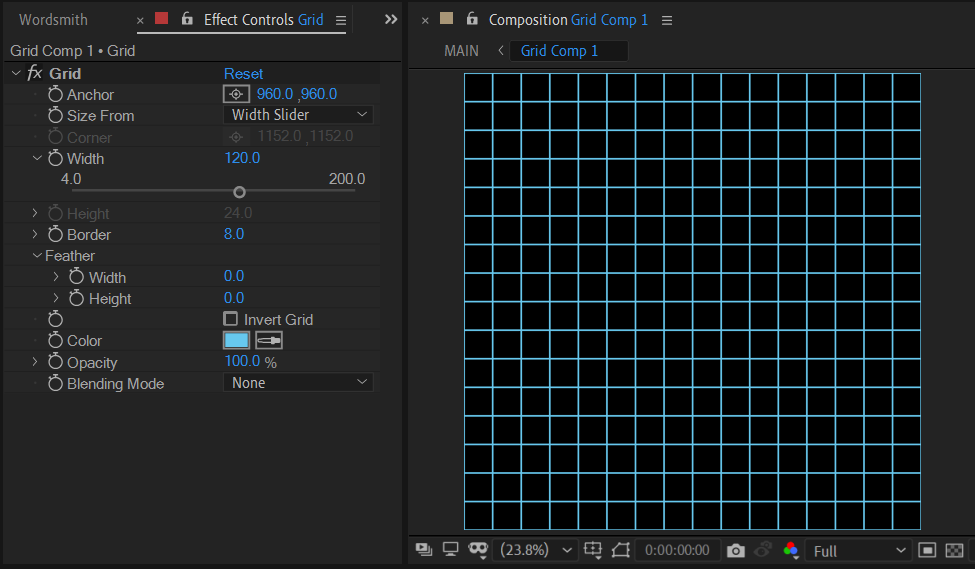 Wordsmith × Effect Controls Grid ≡ »
Grid Comp 1 • Grid
fx Grid Reset
Anchor 960.0 ,960.0
Size From Width Slider
Corner 1152.0 ,1152.0
Width 120.0
4.0 200.0
Height 24.0
Border 8.0
Feather
Width 0.0
Height 0.0
Invert Grid
Color
Opacity 100.0 %
Blending Mode None
× Composition Grid Comp 1 ≡
MAIN < Grid Comp 1
(23.8%) 0:00:00:00 Full